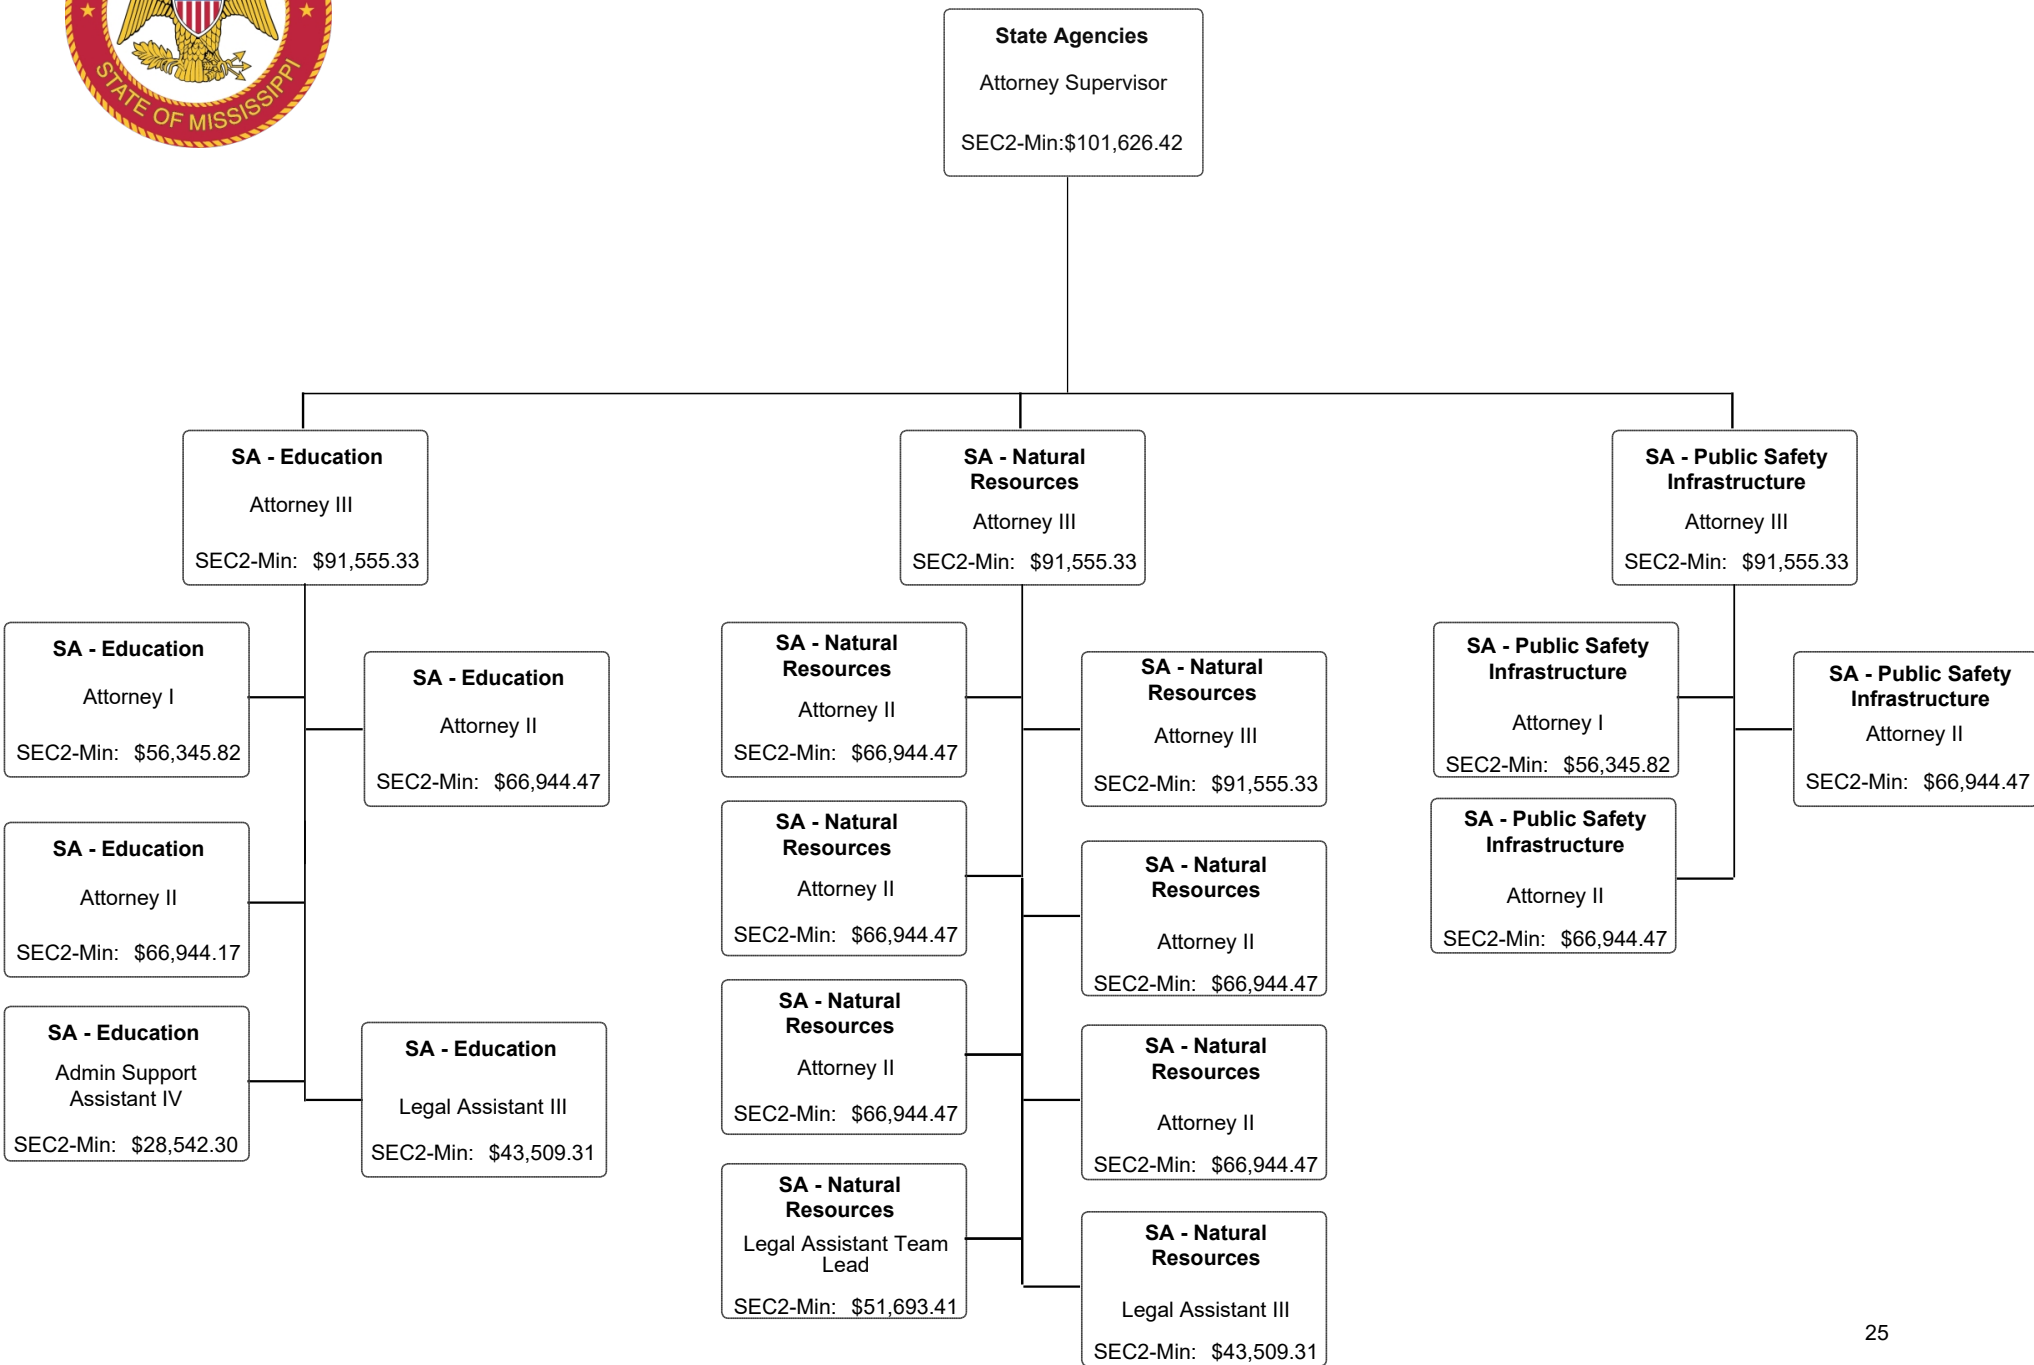 STATE OF MISSISSIPPI
State Agencies
Attorney Supervisor
SEC2-Min:$101,626.42
SA - Education
Attorney III
SEC2-Min: $91,555.33
SA - Natural
Resources
Attorney III
SEC2-Min: $91,555.33
SA - Public Safety
Infrastructure
Attorney III
SEC2-Min: $91,555.33
SA - Education
Attorney I
SEC2-Min: $56,345.82
SA - Education
Attorney II
SEC2-Min: $66,944.47
SA - Education
Attorney II
SEC2-Min: $66,944.17
SA - Education
Admin Support
Assistant IV
SEC2-Min: $28,542.30
SA - Education
Legal Assistant III
SEC2-Min: $43,509.31
SA - Natural
Resources
Attorney II
SEC2-Min: $66,944.47
SA - Natural
Resources
Attorney III
SEC2-Min: $91,555.33
SA - Natural
Resources
Attorney II
SEC2-Min: $66,944.47
SA - Natural
Resources
Attorney II
SEC2-Min: $66,944.47
SA - Natural
Resources
Attorney II
SEC2-Min: $66,944.47
SA - Natural
Resources
Attorney II
SEC2-Min: $66,944.47
SA - Natural
Resources
Legal Assistant Team
Lead
SEC2-Min: $51,693.41
SA - Natural
Resources
Legal Assistant III
SEC2-Min: $43,509.31
SA - Public Safety
Infrastructure
Attorney I
SEC2-Min: $56,345.82
SA - Public Safety
Infrastructure
Attorney II
SEC2-Min: $66,944.47
SA - Public Safety
Infrastructure
Attorney II
SEC2-Min: $66,944.47
25